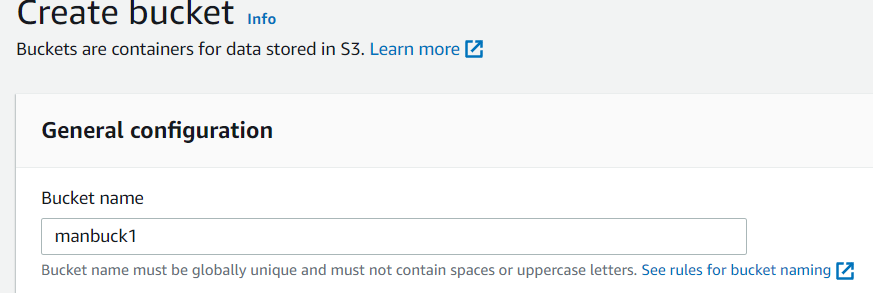 Create bucket Info
Buckets are containers for data stored in S3. Learn more
General configuration
Bucket name
manbuck1
Bucket name must be globally unique and must not contain spaces or uppercase letters. See rules for bucket naming